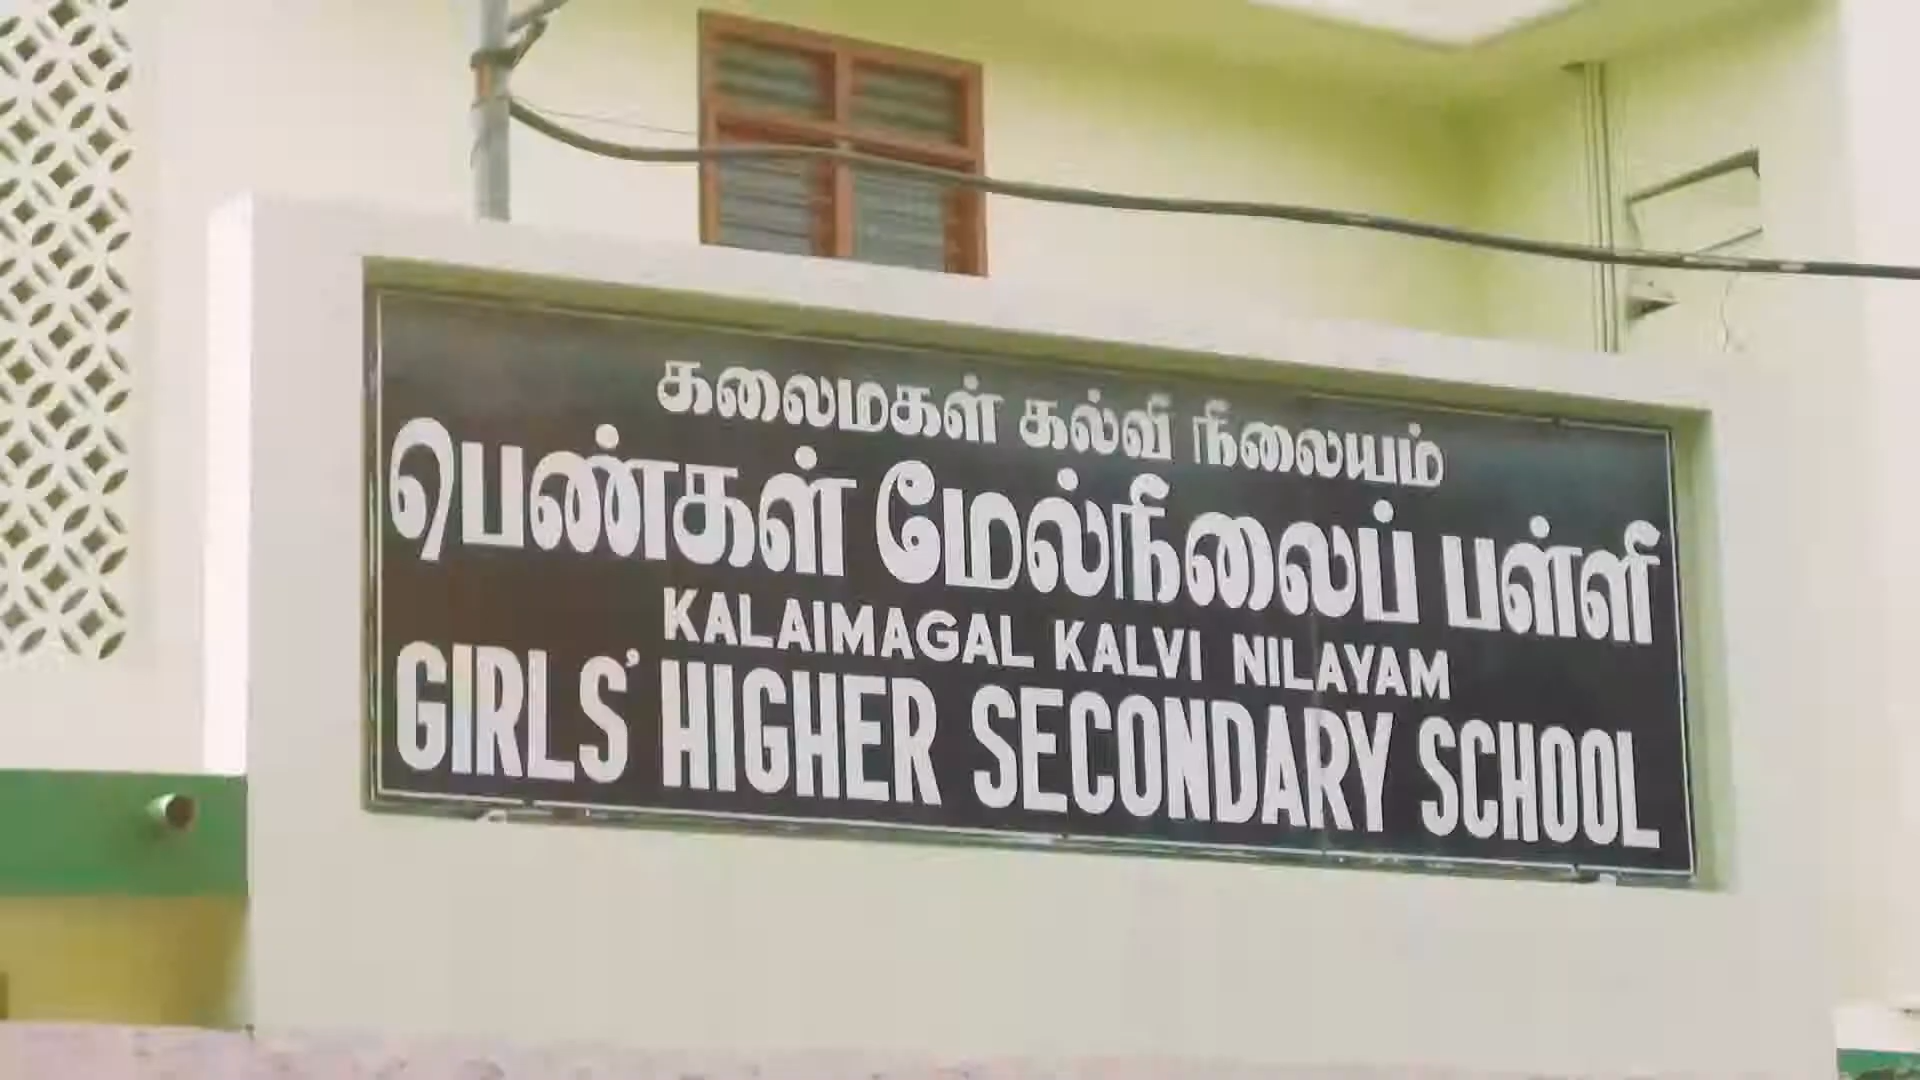 கலைமகள் கல்வி நிலையம்
பெண்கள் மேல்நிலைப் பள்ளி
KALAIMAGAL KALVI NILAYAM
GIRLS' HIGHER SECONDARY SCHOOL